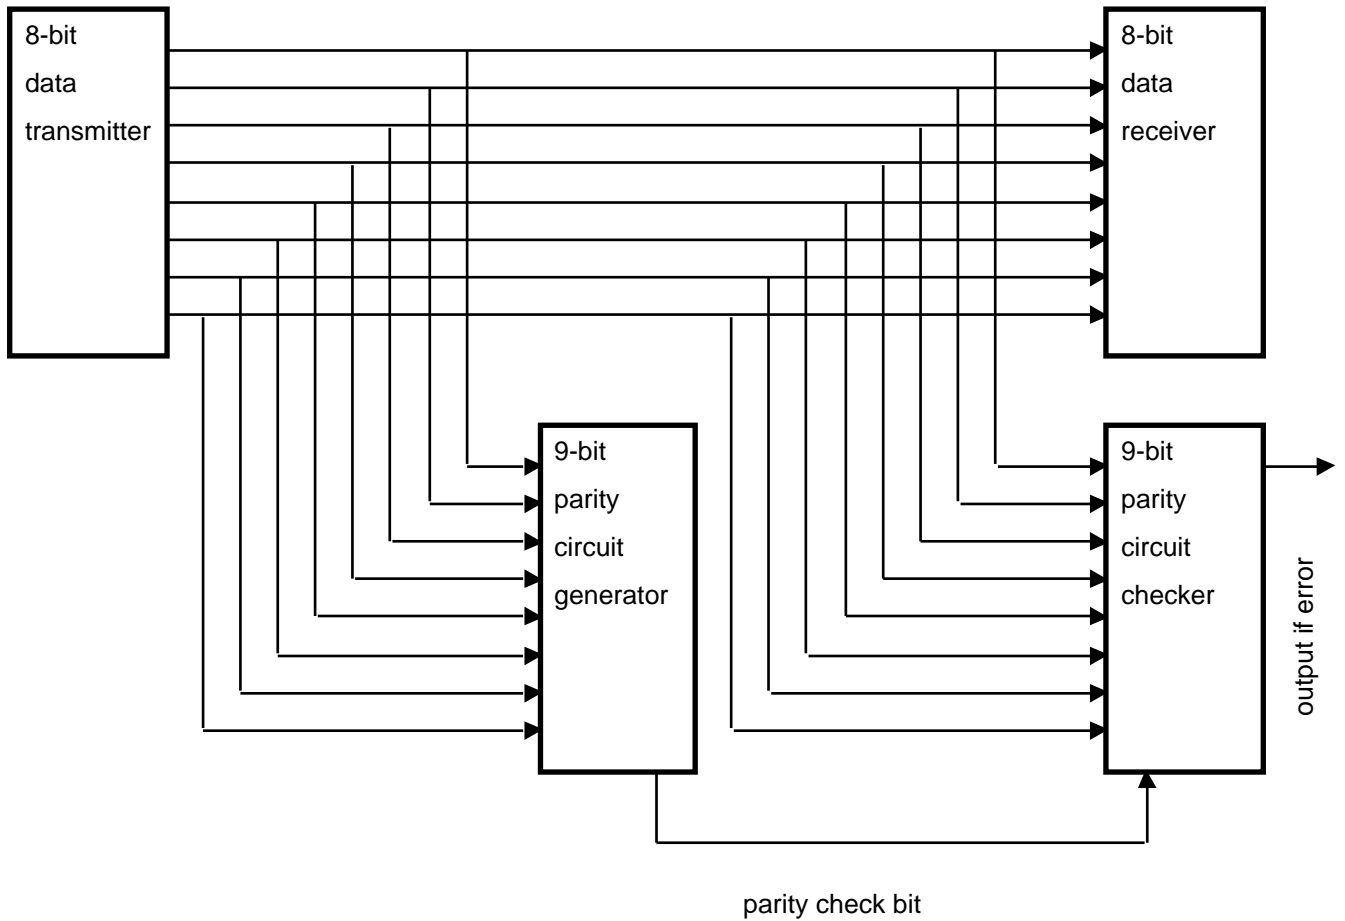 8-bit
data
transmitter
8-bit
data
receiver
9-bit
parity
circuit
generator
9-bit
parity
circuit
checker
output if error
parity check bit